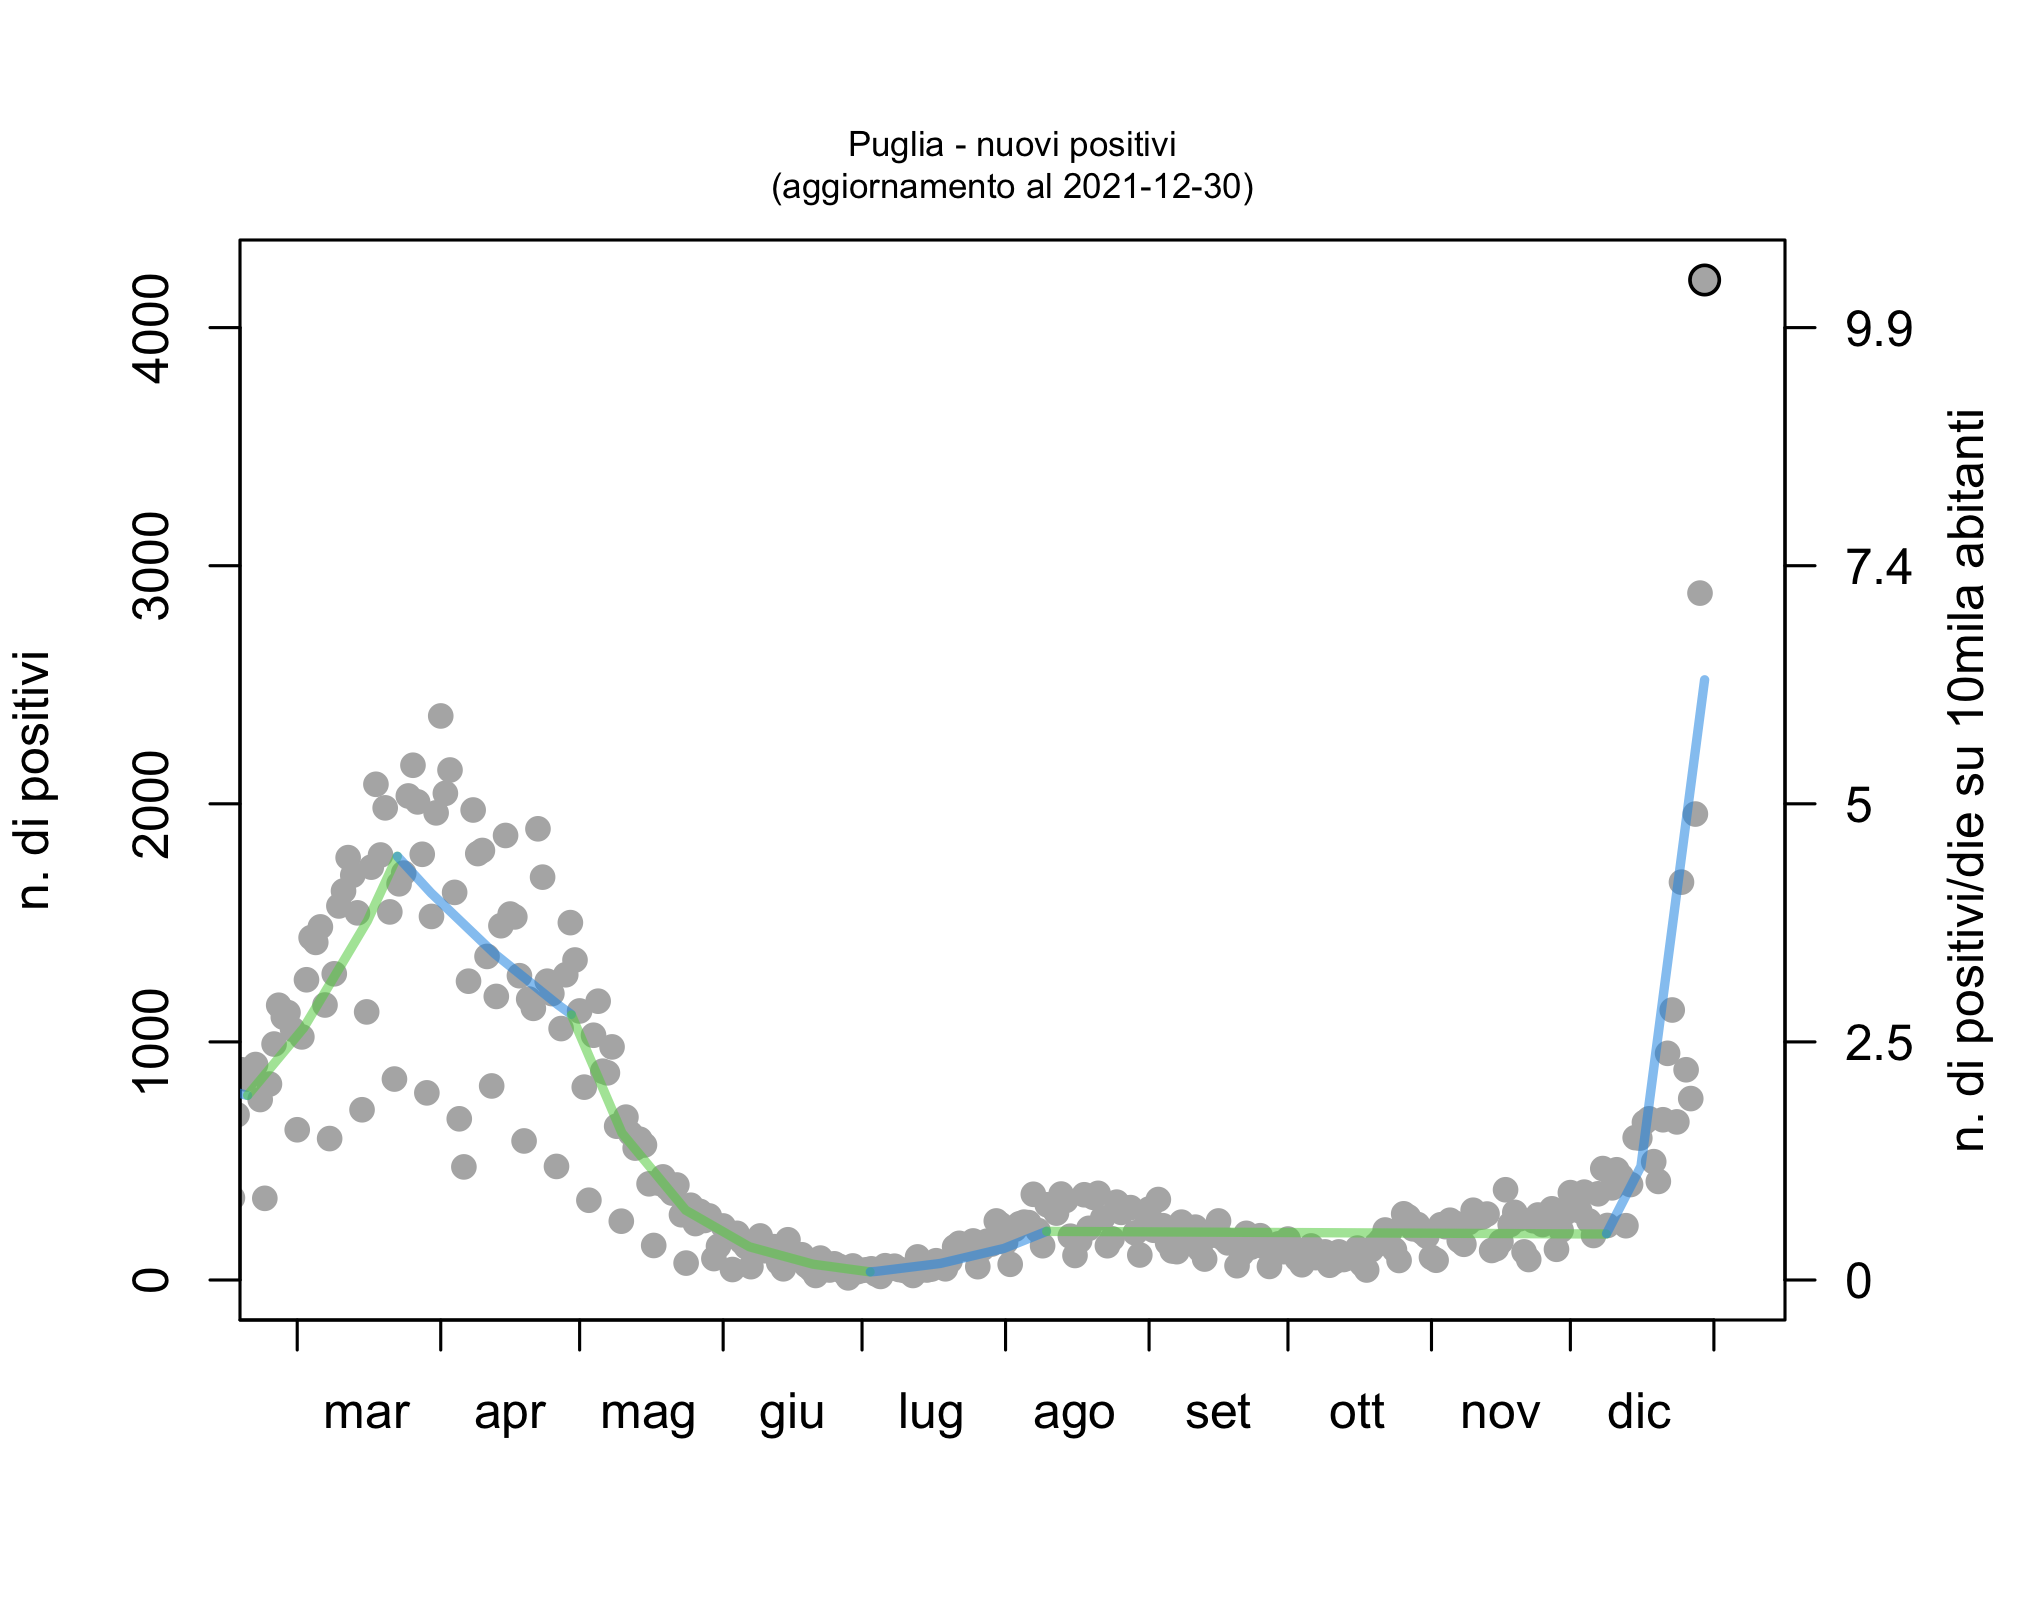 Puglia - nuovi positivi
(aggiornamento al 2021-12-30)
n. di positivi
4000
3000
2000
1000
0
9.9
7.4
5
2.5
0
n. di positivi/die su 10mila abitanti
mar apr mag giu lug ago set ott nov dic